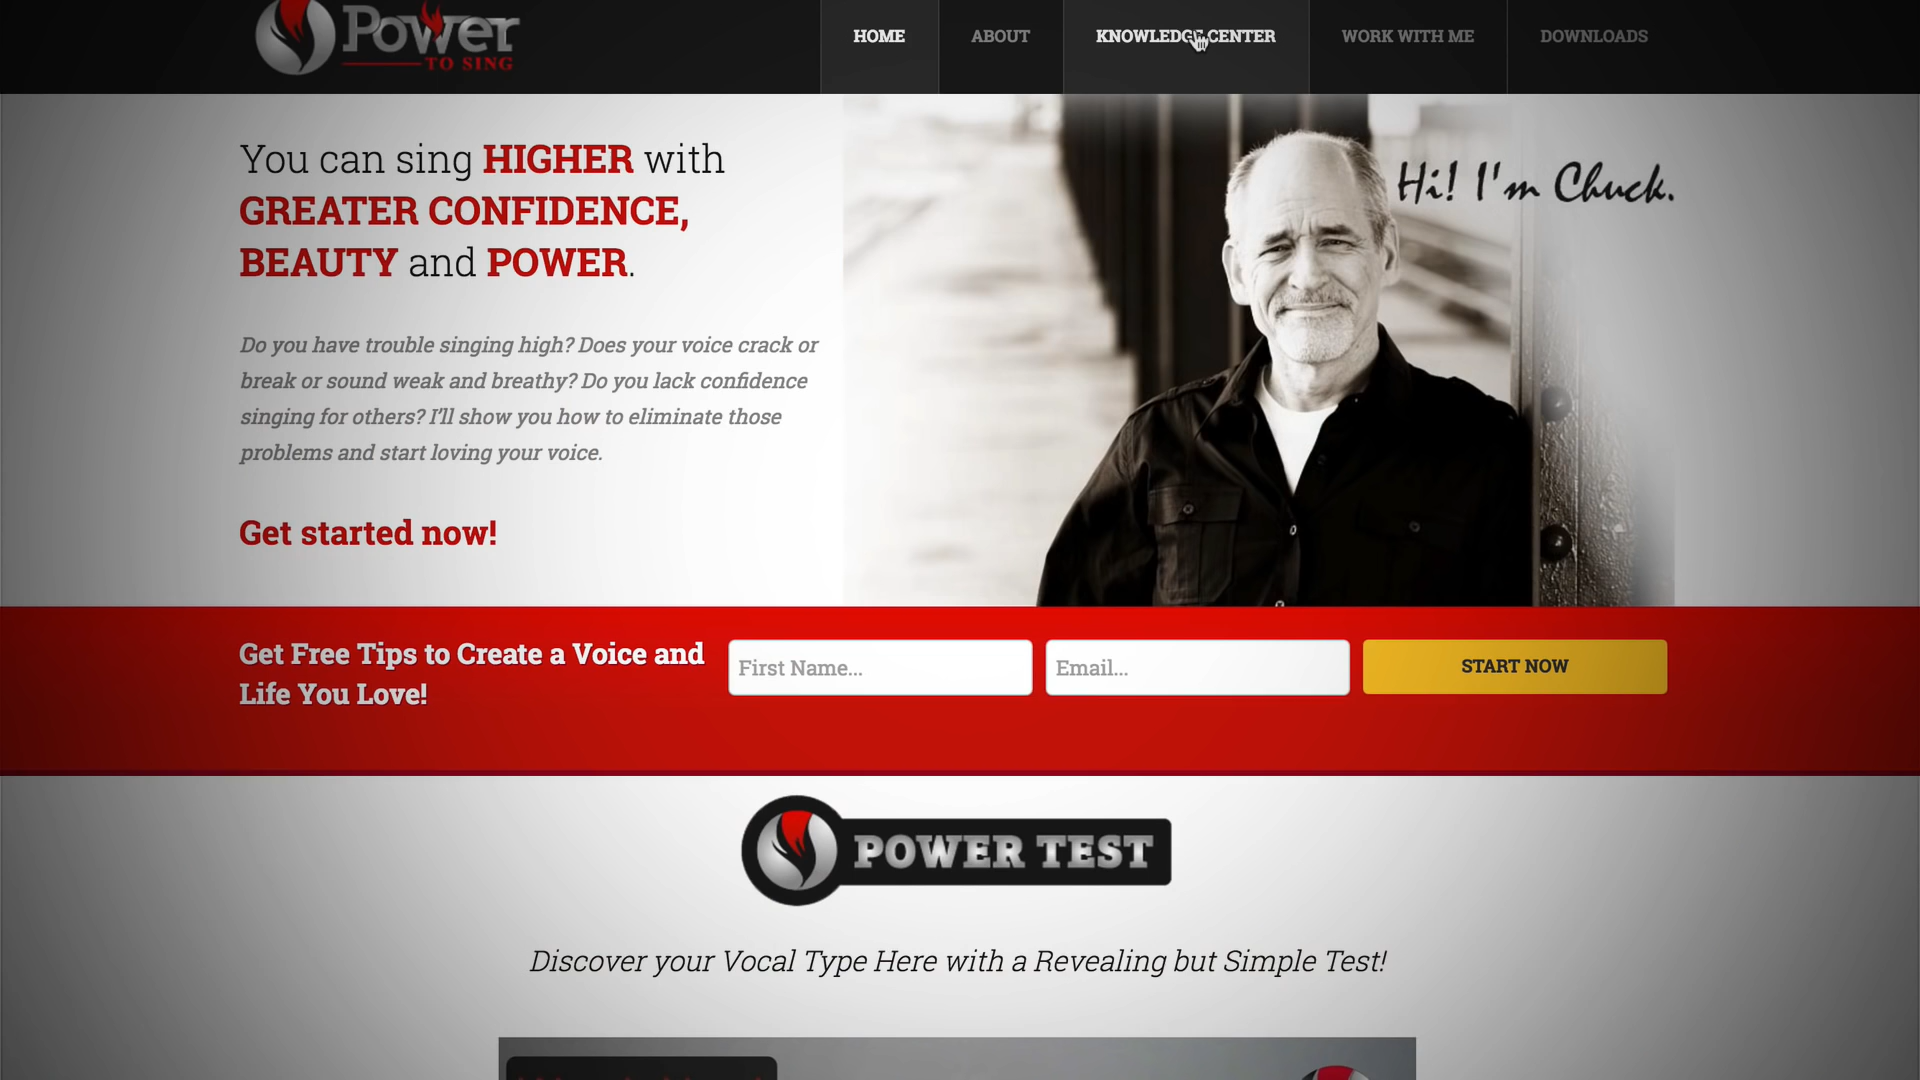 Power
TO SING
HOME
ABOUT
KNOWLEDGE CENTER
WORK WITH ME
DOWNLOADS
You can sing HIGHER with
GREATER CONFIDENCE,
BEAUTY and POWER.
Hi! I'm Chuck.
Do you have trouble singing high? Does your voice crack or
break or sound weak and breathy? Do you lack confidence
singing for others? I'll show you how to eliminate those
problems and start loving your voice.
Get started now!
Get Free Tips to Create a Voice and
Life You Love!
First Name...
Email...
START NOW
POWER TEST
Discover your Vocal Type Here with a Revealing but Simple Test!